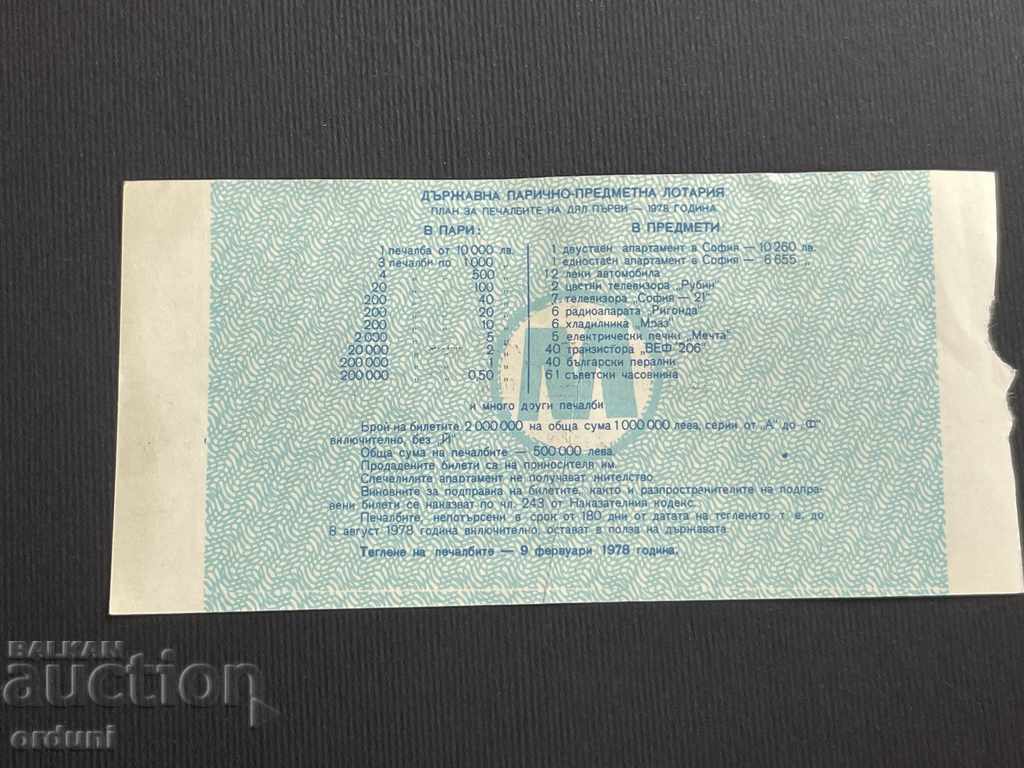 ДЪРЖАВНА ПАРИЧНО-ПРЕДМЕТНА ЛОТАРИЯ
ПЛАН ЗА ПЕЧАЛБИТЕ НА ДЯЛ ПЪРВИ — 1978 ГОДИНА
В ПАРИ:
1 печалба от 10 000 лв.
3 печалби по 1 000 „
4 500 „
20 100 „
200 40 „
200 20 „
200 10 „
2 000 5 „
20 000 2 „
200 000 1 „
200 000 0,50 „
В ПРЕДМЕТИ
1 двустаен апартамент в София — 10 260 лв.
1 едностаен апартамент в София — 6 655 „
12 леки автомобила
2 цветни телевизора „Рубин“
7 телевизора „София — 21“
6 радиоапарата „Ригонда“
6 хладилника „Мраз“
5 електрически печки „Мечта“
40 транзистора „ВЕФ 206“
40 български перални
61 съветски часовника
и много други печалби
Брой на билетите 2 000 000 на обща сума 1 000 000 лева, серии от „А“ до „Ф“
включително, без „Й“
Обща сума на печалбите — 500 000 лева.
Продадените билети са на приносителя им.
Спечелилите апартамент не получават жителство.
Виновните за подправка на билетите, както и разпространителите на подпра-
вени билети се наказват по чл. 243 от Наказателния кодекс.
Печалбите, непотърсени в срок от 180 дни от датата на тегленето т. е. до
8 август 1978 година включително, остават в полза на държавата
Теглене на печалбите — 9 февруари 1978 година.
BALKAN
auction
orduni